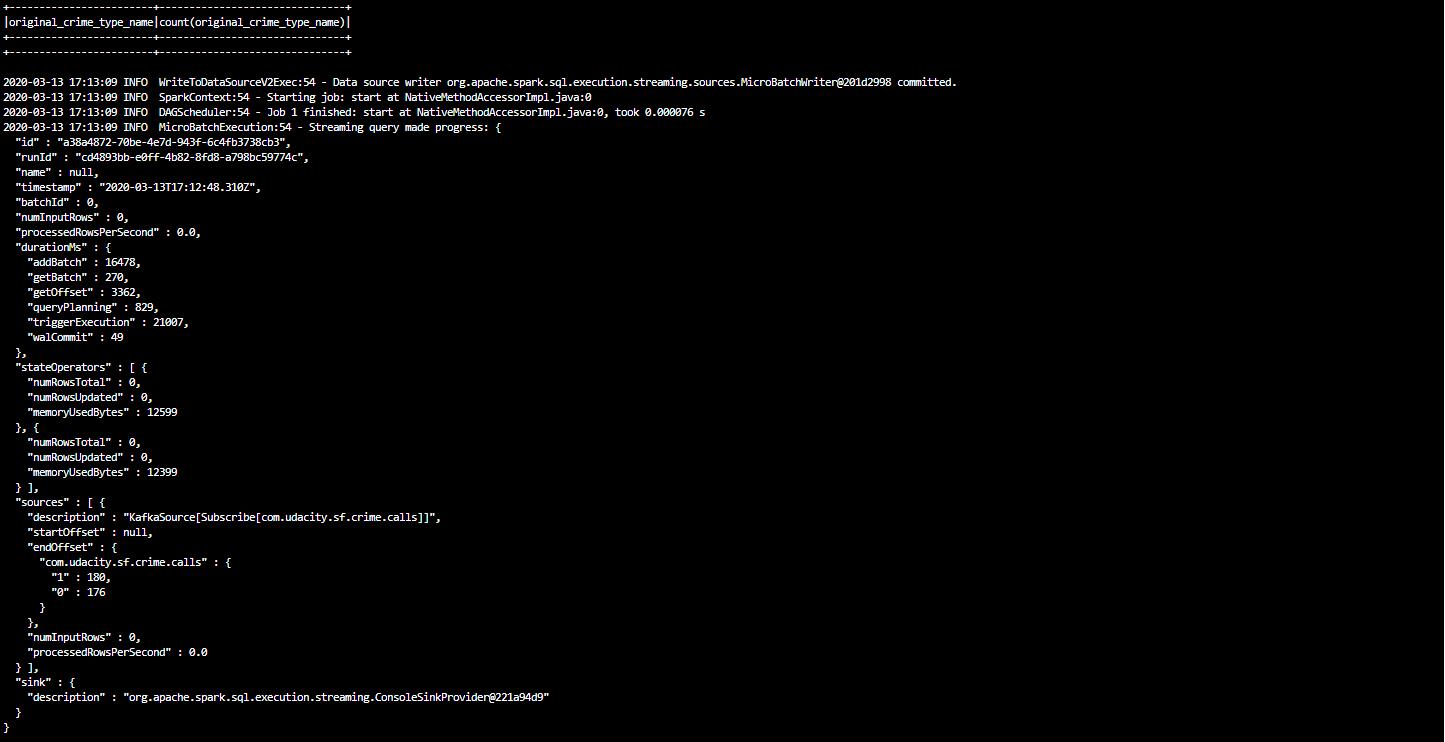 +------------------------+-------------------------------+
|original_crime_type_name|count(original_crime_type_name)|
+------------------------+-------------------------------+
+------------------------+-------------------------------+

2020-03-13 17:13:09 INFO  WriteToDataSourceV2Exec:54 - Data source writer org.apache.spark.sql.execution.streaming.sources.MicroBatchWriter@201d2998 committed.
2020-03-13 17:13:09 INFO  SparkContext:54 - Starting job: start at NativeMethodAccessorImpl.java:0
2020-03-13 17:13:09 INFO  DAGScheduler:54 - Job 1 finished: start at NativeMethodAccessorImpl.java:0, took 0.000076 s
2020-03-13 17:13:09 INFO  MicroBatchExecution:54 - Streaming query made progress: {
  "id" : "a38a4872-70be-4e7d-943f-6c4fb3738cb3",
  "runId" : "cd4893bb-e0ff-4b82-8fd8-a798bc59774c",
  "name" : null,
  "timestamp" : "2020-03-13T17:12:48.310Z",
  "batchId" : 0,
  "numInputRows" : 0,
  "processedRowsPerSecond" : 0.0,
  "durationMs" : {
    "addBatch" : 16478,
    "getBatch" : 270,
    "getOffset" : 3362,
    "queryPlanning" : 829,
    "triggerExecution" : 21007,
    "walCommit" : 49
  },
  "stateOperators" : [ {
    "numRowsTotal" : 0,
    "numRowsUpdated" : 0,
    "memoryUsedBytes" : 12599
  }, {
    "numRowsTotal" : 0,
    "numRowsUpdated" : 0,
    "memoryUsedBytes" : 12399
  } ],
  "sources" : [ {
    "description" : "KafkaSource[Subscribe[com.udacity.sf.crime.calls]]",
    "startOffset" : null,
    "endOffset" : {
      "com.udacity.sf.crime.calls" : {
        "1" : 180,
        "0" : 176
      }
    },
    "numInputRows" : 0,
    "processedRowsPerSecond" : 0.0
  } ],
  "sink" : {
    "description" : "org.apache.spark.sql.execution.streaming.ConsoleSinkProvider@221a94d9"
  }
}